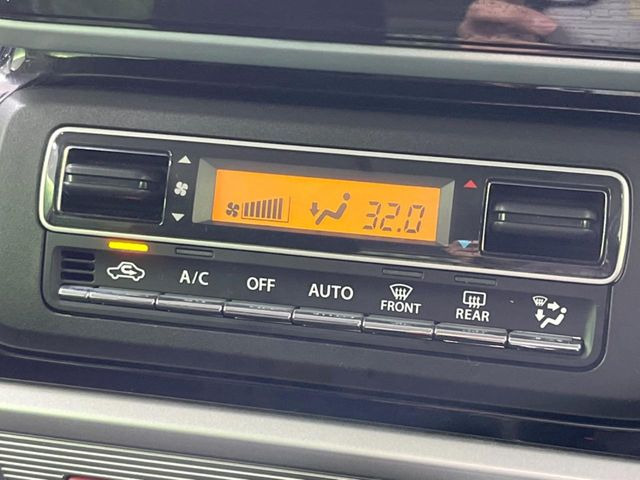 32.0
A/C OFF AUTO FRONT REAR